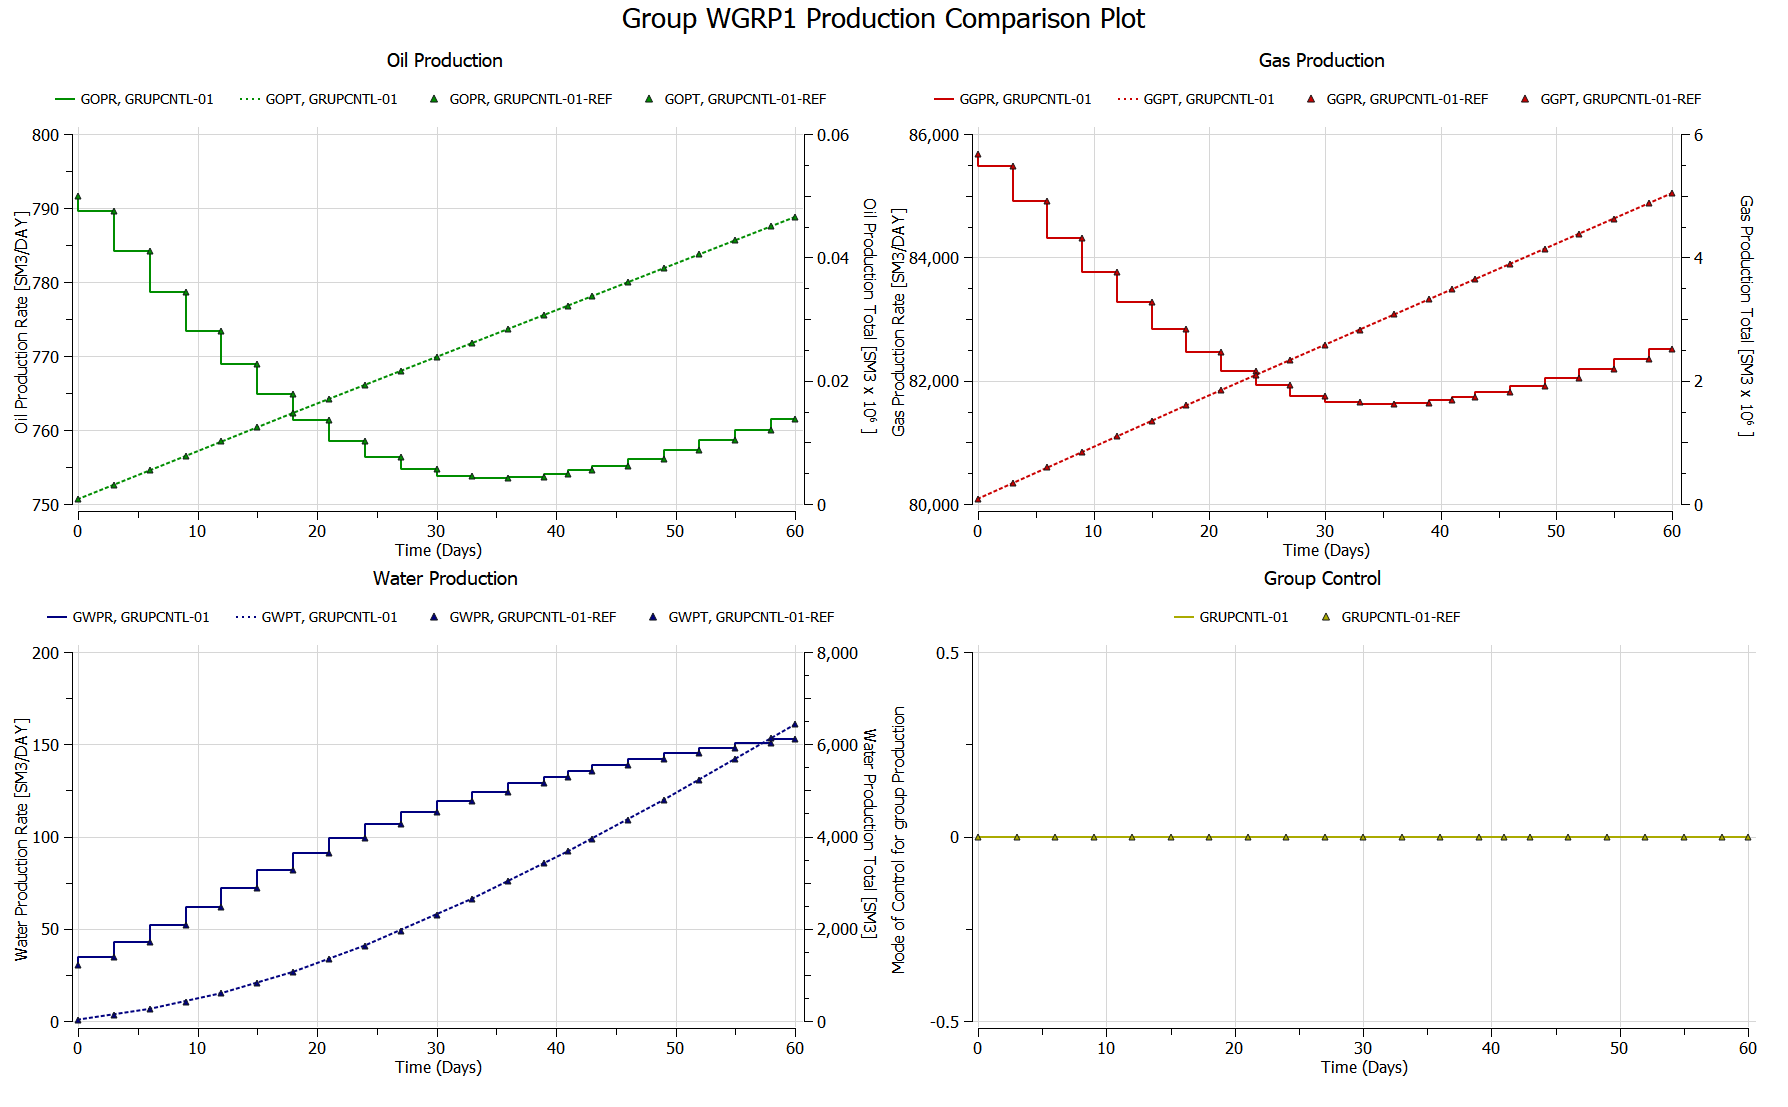 Group WGRP1 Production Comparison Plot
Oil Production
GOPR, GRUPCNTL-01 GOPT, GRUPCNTL-01 GOPR, GRUPCNTL-01-REF GOPT, GRUPCNTL-01-REF
800
790
780
770
760
750
Oil Production Rate [SM3/DAY]
0.06
0.04
0.02
0
Oil Production Total [SM3 x 10⁶ ]
0 10 20 30 40 50 60
Time (Days)
Gas Production
GGPR, GRUPCNTL-01 GGPT, GRUPCNTL-01 GGPR, GRUPCNTL-01-REF GGPT, GRUPCNTL-01-REF
86,000
84,000
82,000
80,000
Gas Production Rate [SM3/DAY]
6
4
2
0
Gas Production Total [SM3 x 10⁶ ]
0 10 20 30 40 50 60
Time (Days)
Water Production
GWPR, GRUPCNTL-01 GWPT, GRUPCNTL-01 GWPR, GRUPCNTL-01-REF GWPT, GRUPCNTL-01-REF
200
150
100
50
0
Water Production Rate [SM3/DAY]
8,000
6,000
4,000
2,000
0
Water Production Total [SM3]
0 10 20 30 40 50 60
Time (Days)
Group Control
GRUPCNTL-01 GRUPCNTL-01-REF
0.5
0
-0.5
Mode of Control for group Production
0 10 20 30 40 50 60
Time (Days)